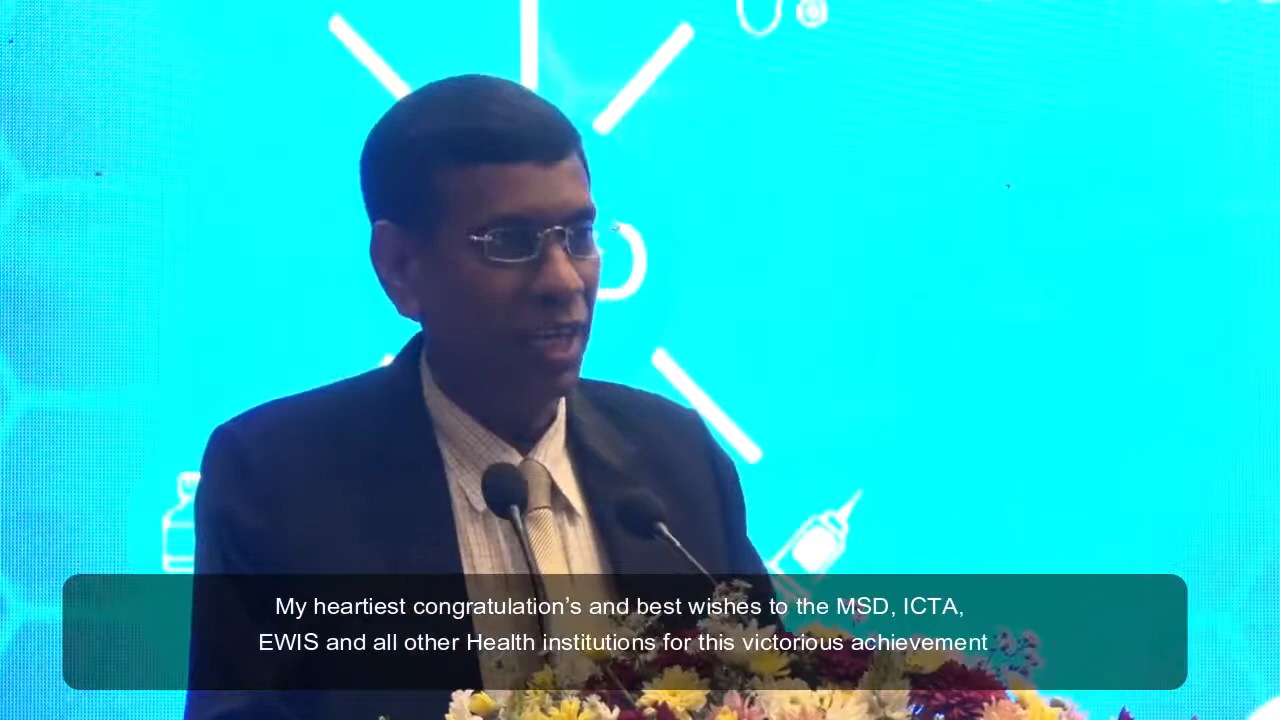 My heartiest congratulation’s and best wishes to the MSD, ICTA,
EWIS and all other Health institutions for this victorious achievement